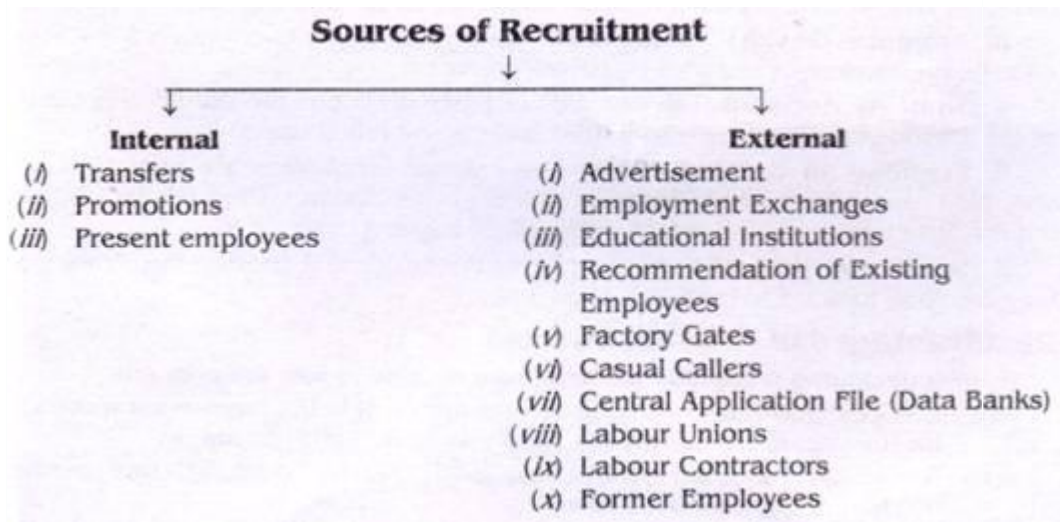 Sources of Recruitment
Internal
(i) Transfers
(ii) Promotions
(iii) Present employees
External
(i) Advertisement
(ii) Employment Exchanges
(iii) Educational Institutions
(iv) Recommendation of Existing
Employees
(v) Factory Gates
(vi) Casual Callers
(vii) Central Application File (Data Banks)
(viii) Labour Unions
(ix) Labour Contractors
(x) Former Employees